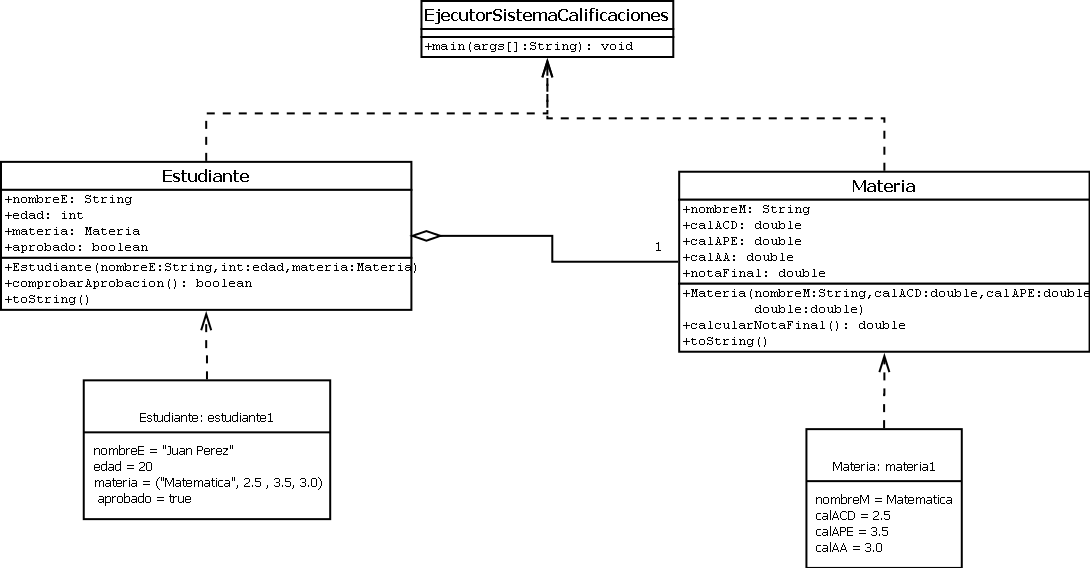 EjecutorSistemaCalificaciones
+main(args[]:String): void
Estudiante
+nombreE: String
+edad: int
+materia: Materia
+aprobado: boolean
+Estudiante(nombreE:String,int:edad,materia:Materia)
+comprobarAprobacion(): boolean
+toString()
1
Materia
+nombreM: String
+calACD: double
+calAPE: double
+calAA: double
+notaFinal: double
+Materia(nombreM:String,calACD:double,calAPE:double
double:double)
+calcularNotaFinal(): double
+toString()
Estudiante: estudiante1
nombreE = "Juan Perez"
edad = 20
materia = ("Matematica", 2.5 , 3.5, 3.0)
aprobado = true
Materia: materia1
nombreM = Matematica
calACD = 2.5
calAPE = 3.5
calAA = 3.0